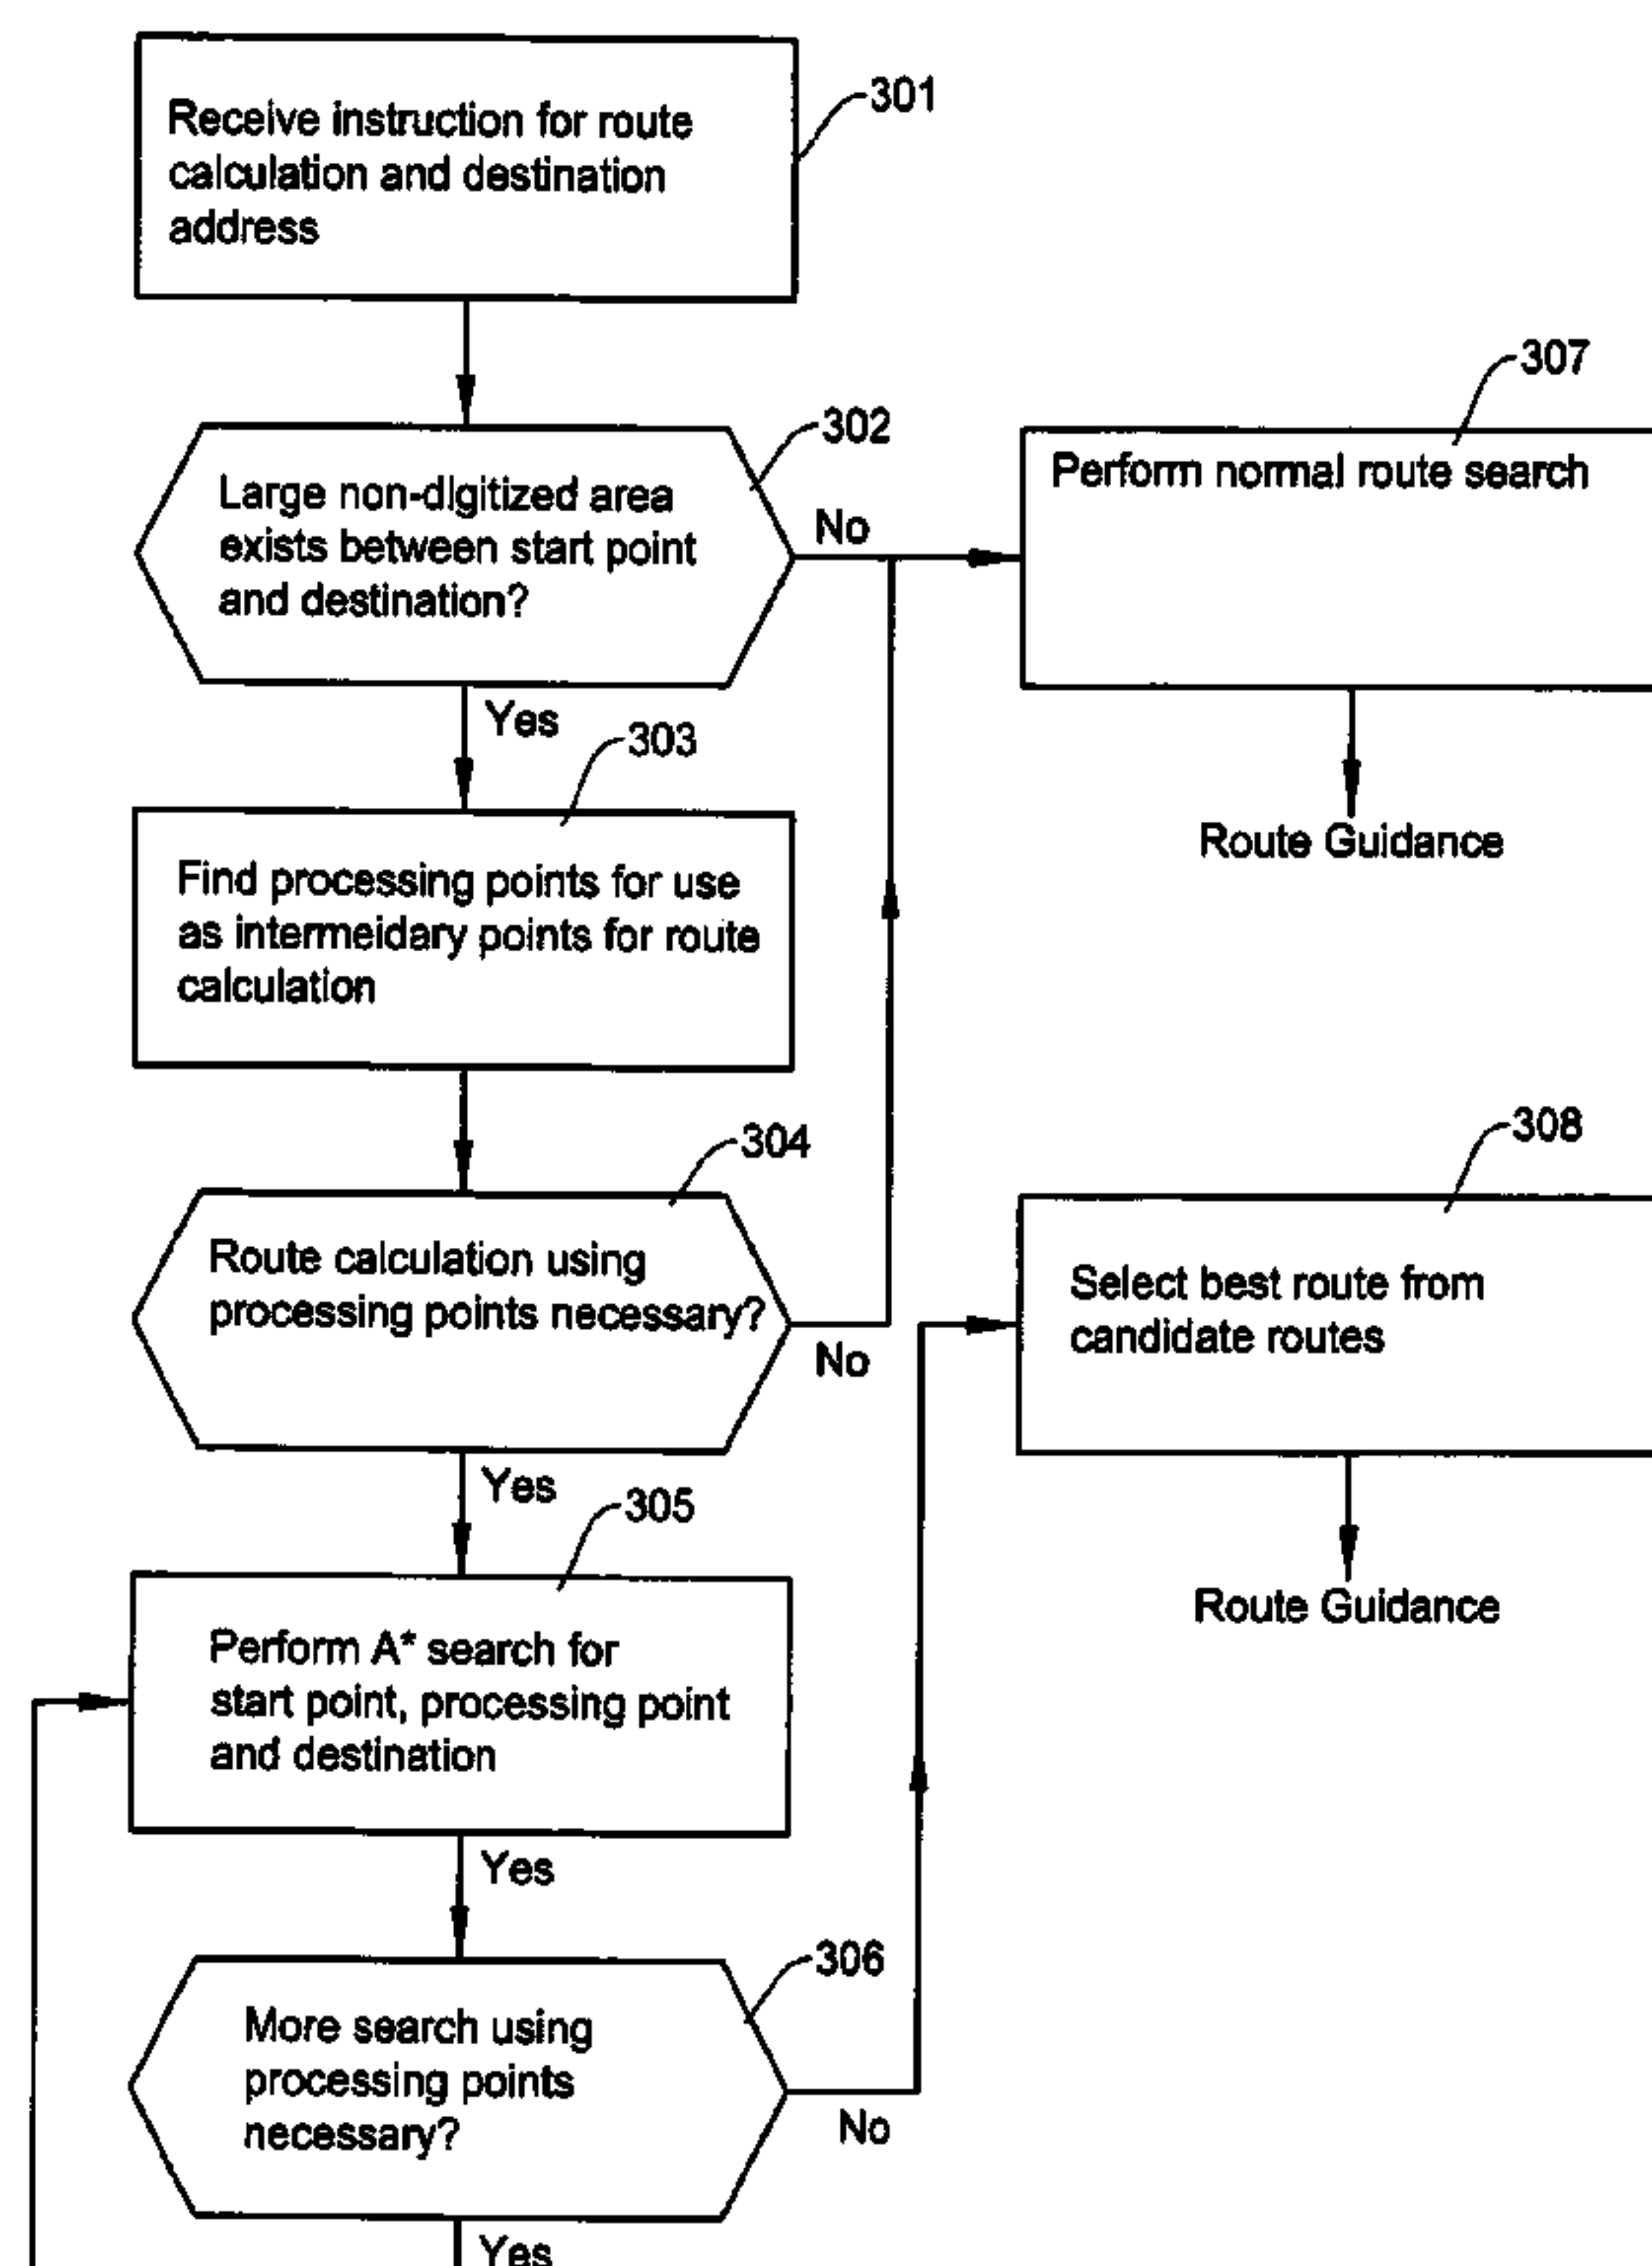 Receive instruction for route
calculation and destination
address
301
302
Large non-digitized area
exists between start point
and destination?
No
Yes
307
Perform normal route search
Route Guidance
303
Find processing points for use
as intermeidary points for route
calculation
304
Route calculation using
processing points necessary?
No
Yes
308
Select best route from
candidate routes
Route Guidance
305
Perform A* search for
start point, processing point
and destination
Yes
306
More search using
processing points
necessary?
No
Yes